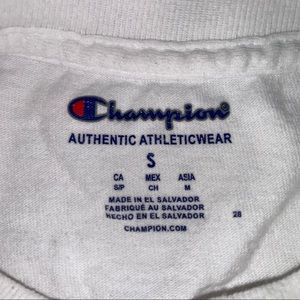 Champion
AUTHENTIC ATHLETICWEAR
S
CA MEX ASIA
S/P CH M
MADE IN EL SALVADOR
FABRIQUÉ AU SALVADOR
HECHO EN EL SALVADOR 28
CHAMPION.COM